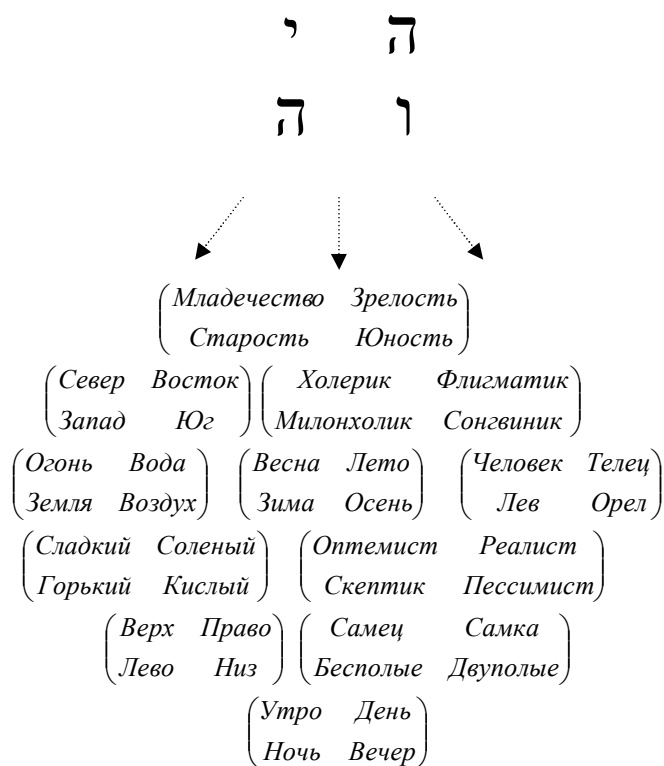 י ה
ה ו
Младечество Зрелость
Старость Юность
Север Восток Холерик Флигматик
Запад Юг Милонхолик Сонгвиник
Огонь Вода Весна Лето Человек Телец
Земля Воздух Зима Осень Лев Орел
Сладкий Соленый Оптемист Реалист
Горький Кислый Скептик Пессимист
Верх Право Самец Самка
Лево Низ Бесполые Двуполые
Утро День
Ночь Вечер